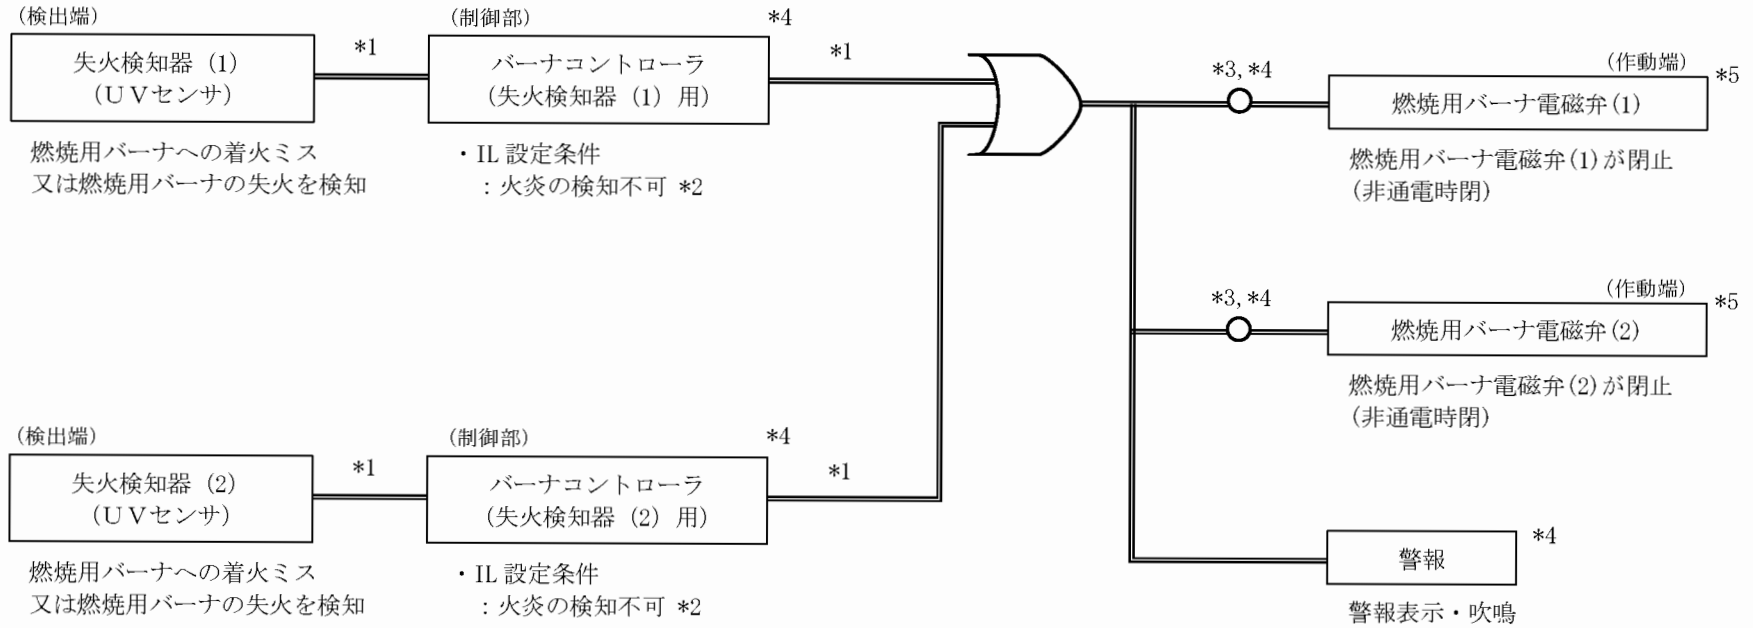 (検出端)
失火検知器 (1)
(UVセンサ)
燃焼用バーナへの着火ミス
又は燃焼用バーナの失火を検知
*1
(制御部)
*4
バーナコントローラ
(失火検知器 (1) 用)
・IL 設定条件
:火炎の検知不可 *2
*1
*3, *4
(作動端)
*5
燃焼用バーナ電磁弁(1)
燃焼用バーナ電磁弁(1)が閉止
(非通電時閉)
*3, *4
(作動端)
*5
燃焼用バーナ電磁弁(2)
燃焼用バーナ電磁弁(2)が閉止
(非通電時閉)
(検出端)
失火検知器 (2)
(UVセンサ)
燃焼用バーナへの着火ミス
又は燃焼用バーナの失火を検知
*1
(制御部)
*4
バーナコントローラ
(失火検知器 (2) 用)
・IL 設定条件
:火炎の検知不可 *2
*1
*4
警報
警報表示・吹鳴